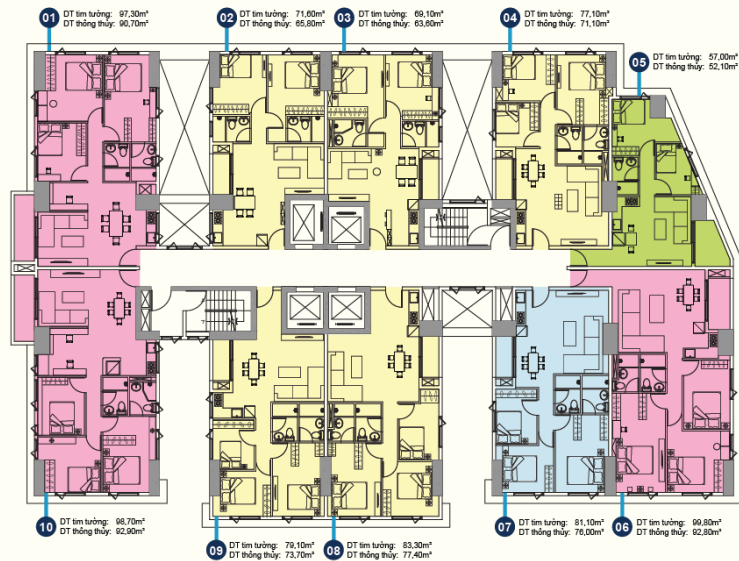 01
DT tim tường: 97,30m²
DT thông thủy: 90,70m²
02
DT tim tường: 71,60m²
DT thông thủy: 65,80m²
03
DT tim tường: 69,10m²
DT thông thủy: 63,60m²
04
DT tim tường: 77,10m²
DT thông thủy: 71,10m²
05
DT tim tường: 57,00m²
DT thông thủy: 52,10m²
10
DT tim tường: 98,70m²
DT thông thủy: 92,90m²
09
DT tim tường: 79,10m²
DT thông thủy: 73,70m²
08
DT tim tường: 83,30m²
DT thông thủy: 77,40m²
07
DT tim tường: 81,10m²
DT thông thủy: 76,00m²
06
DT tim tường: 99,80m²
DT thông thủy: 92,80m²